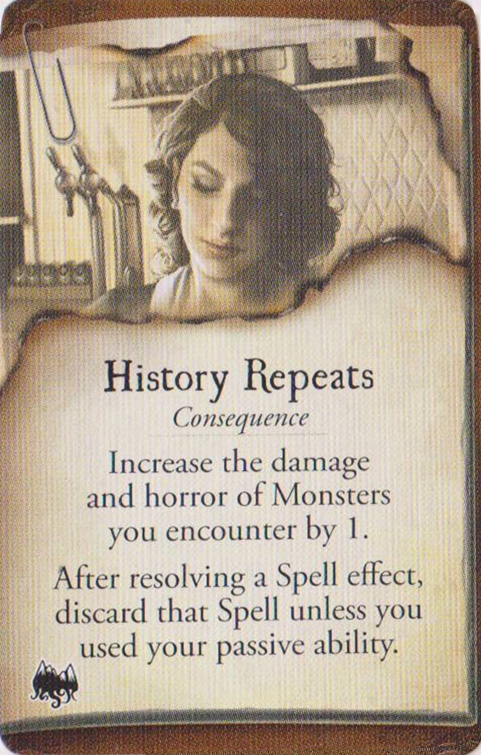 History Repeats
Consequence
Increase the damage
and horror of Monsters
you encounter by 1.
After resolving a Spell effect,
discard that Spell unless you
used your passive ability.